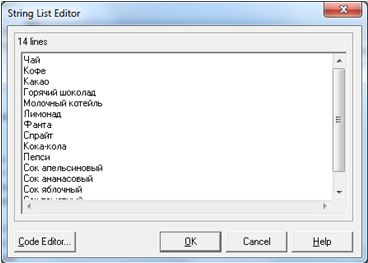 String List Editor
14 lines
Чай
Кофе
Какао
Горячий шоколад
Молочный котейль
Лимонад
Фанта
Спрайт
Кока-кола
Пепси
Сок апельсиновый
Сок ананасовый
Сок яблочный
Code Editor...
OK
Cancel
Help